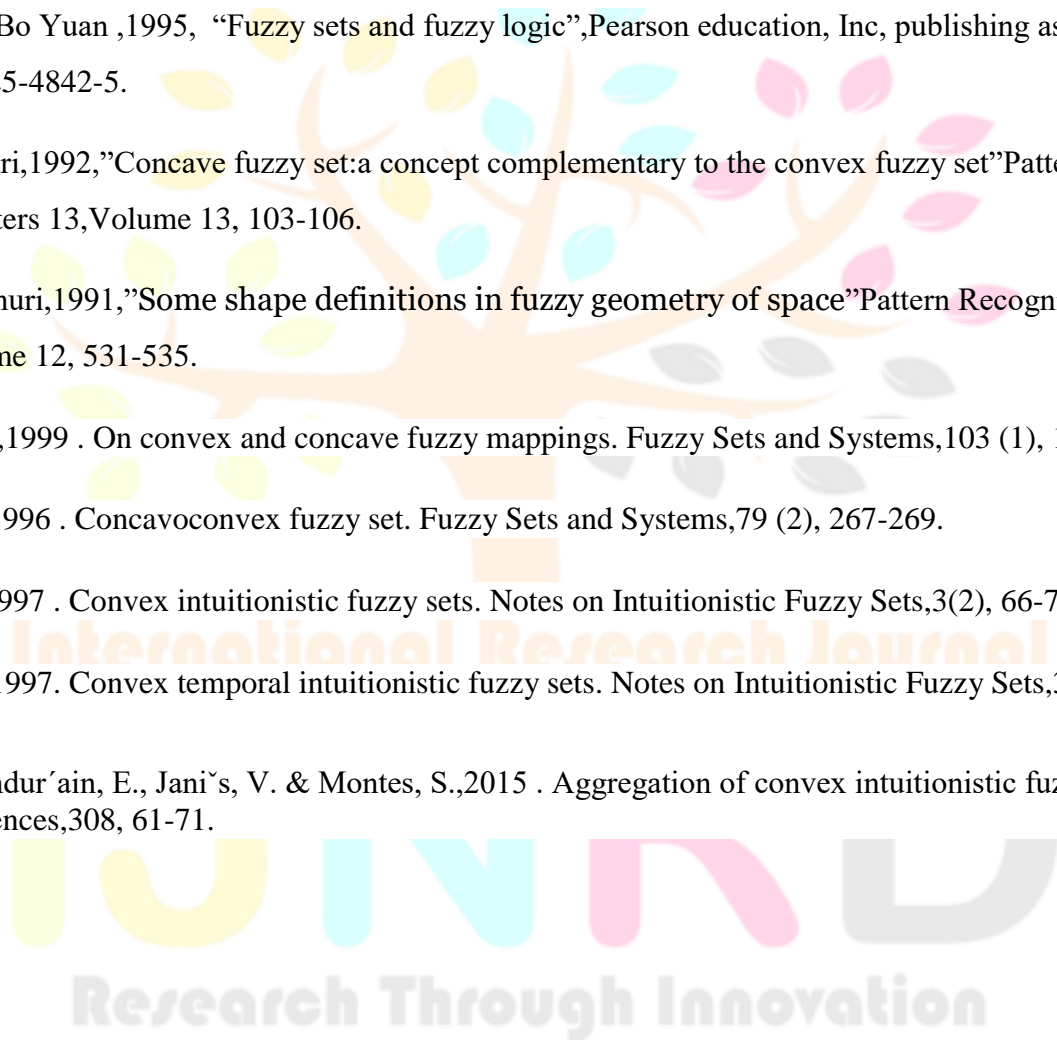 Bo Yuan ,1995, “Fuzzy sets and fuzzy logic”,Pearson education, Inc, publishing as
5-4842-5.
ri,1992,”Concave fuzzy set:a concept complementary to the convex fuzzy set”Patte
ters 13,Volume 13, 103-106.
huri,1991,”Some shape definitions in fuzzy geometry of space”Pattern Recogn
me 12, 531-535.
,1999 . On convex and concave fuzzy mappings. Fuzzy Sets and Systems,103 (1),
996 . Concavoconvex fuzzy set. Fuzzy Sets and Systems,79 (2), 267-269.
997 . Convex intuitionistic fuzzy sets. Notes on Intuitionistic Fuzzy Sets,3(2), 66-7
International Research Journal
1997. Convex temporal intuitionistic fuzzy sets. Notes on Intuitionistic Fuzzy Sets,3
ndur´ain, E., Janiˇs, V. & Montes, S.,2015 . Aggregation of convex intuitionistic fuz
ences,308, 61-71.
IJNRD
Research Through Innovation